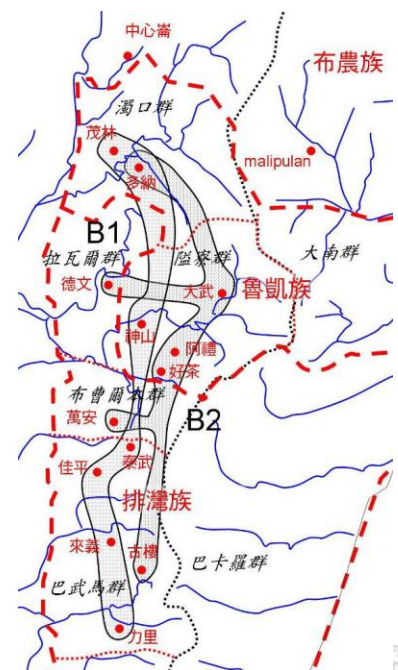 中心崙
布農族
濁口群
茂林
malipulan
多納
B1
拉瓦爾群
隘寮群
大南群
德文
大武
魯凱族
神山
阿禮
好茶
布曹爾本群
萬安
B2
泰武
佳平
排灣族
來義
古樓
巴卡羅群
巴武馬群
力里